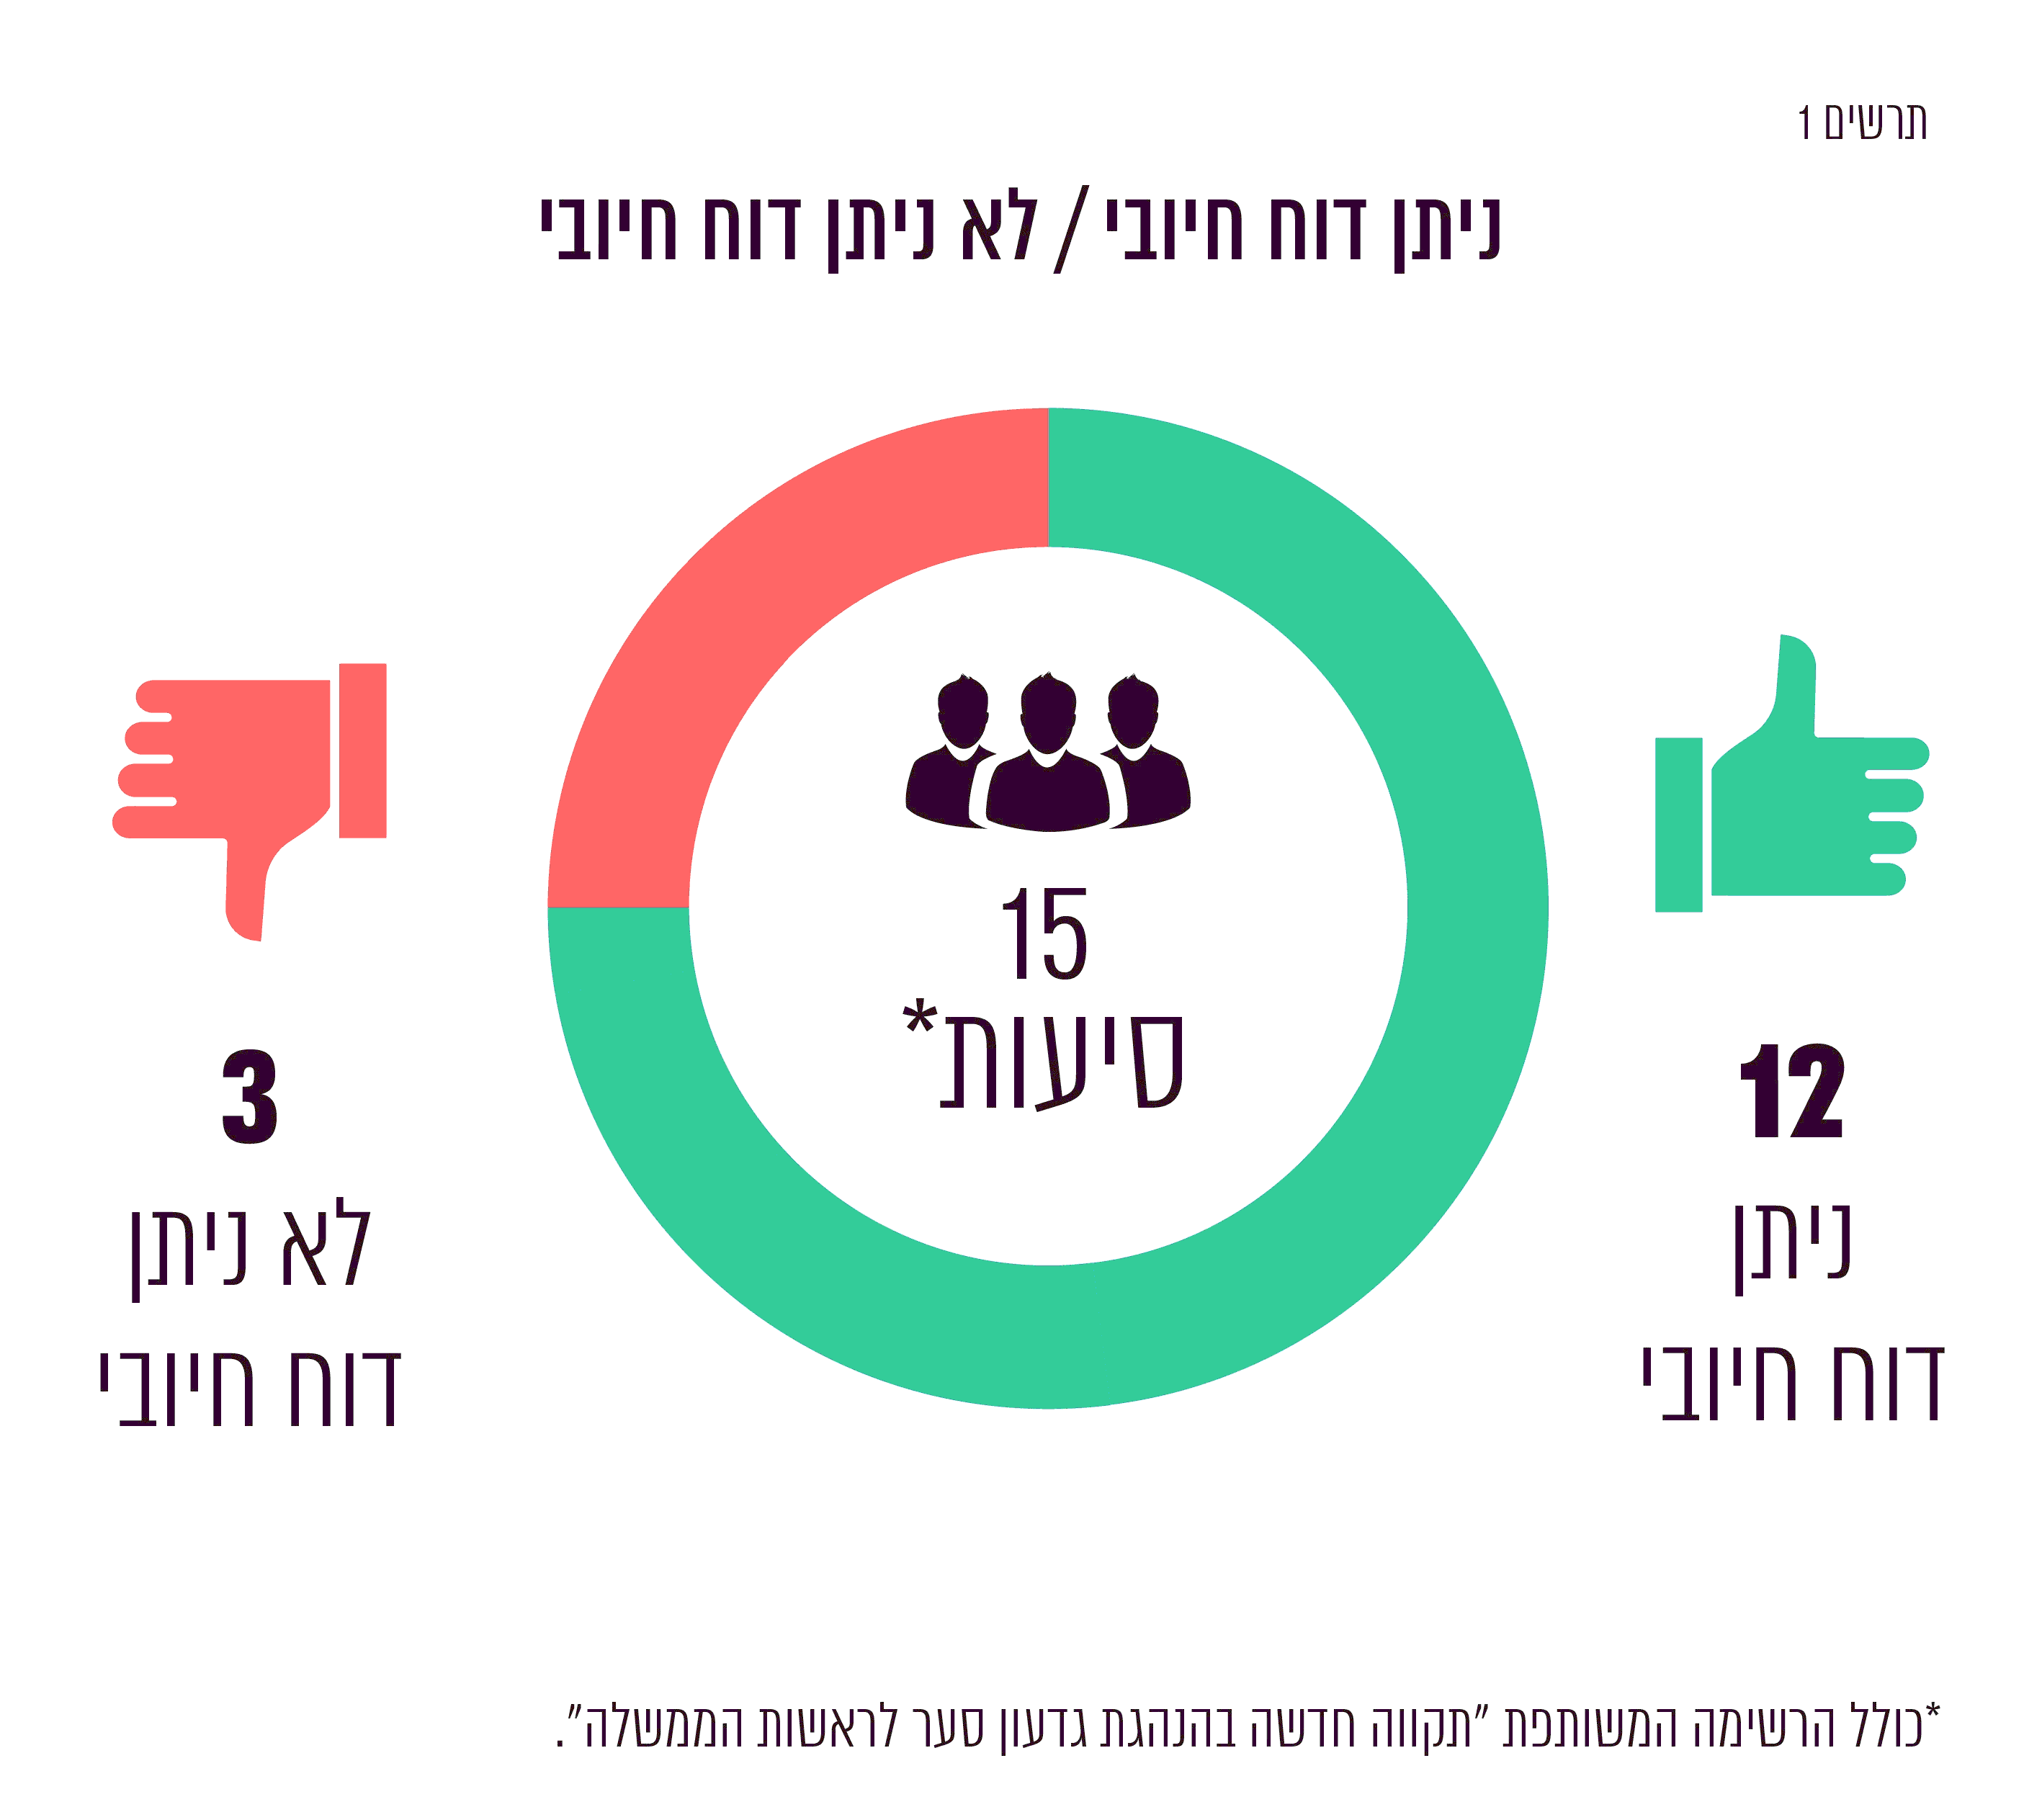 תרשים 1
ניתן דוח חיובי / לא ניתן דוח חיובי
15
סיעות*
12
ניתן
דוח חיובי
3
לא ניתן
דוח חיובי
*כולל הרשימה המשותפת "תקווה חדשה בהנהגת גדעון סער לראשות הממשלה".